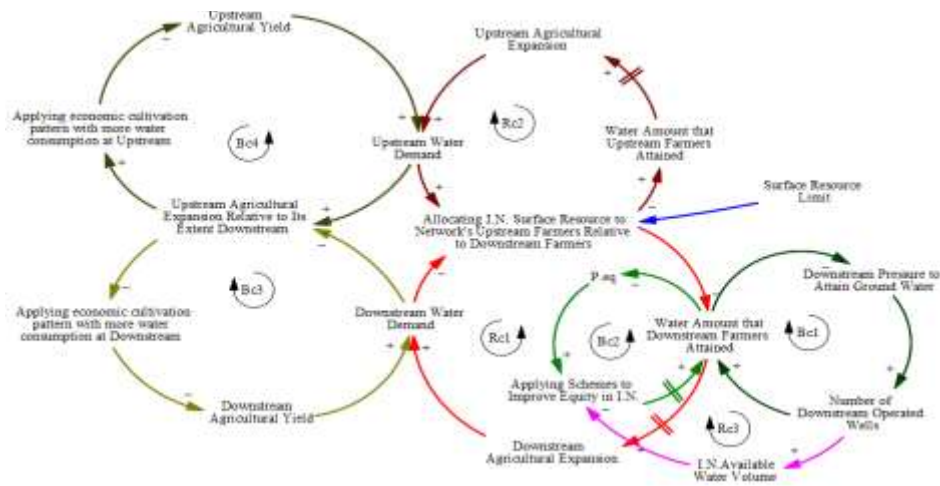 Upstream
Agricultural Yield
Upstream Agricultural
Expansion
Applying economic cultivation
pattern with more water
consumption at Upstream
Bc4
Rc2
Upstream Water
Demand
Water Amount that
Upstream Farmers
Attained
Surface Resource
Limit
Upstream Agricultural
Expansion Relative to Its
Extent Downstream
Allocating I.N. Surface Resource to
Network's Upstream Farmers Relative
to Downstream Farmers
Bc3
P.eq
Downstream Pressure to
Attain Ground Water
Applying economic cultivation
pattern with more water
consumption at Downstream
Downstream Water
Demand
Rc1
Bc2
Water Amount that
Downstream Farmers
Attained
Bc1
Applying Schemes to
Improve Equity in I.N.
Number of
Downstream Operated
Wells
Downstream
Agricultural Yield
Rc3
Downstream
Agricultural Expansion
I.N.Available
Water Volume